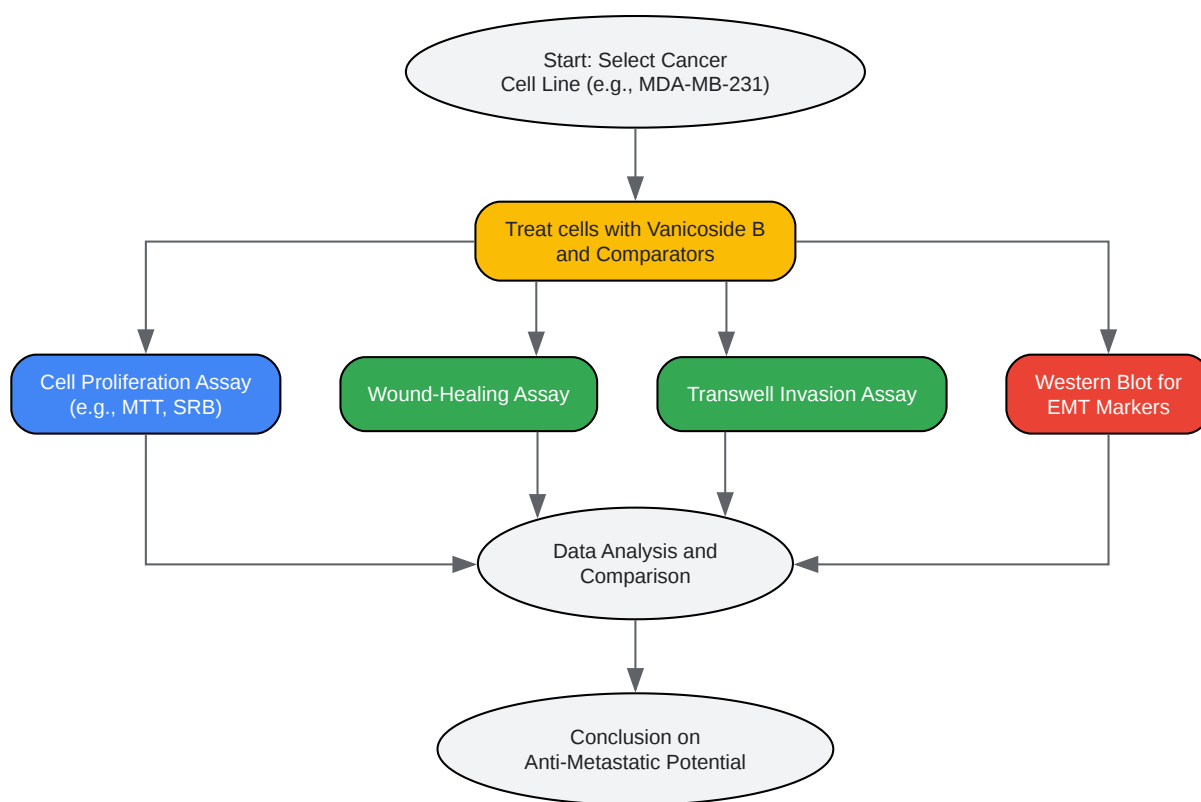 Start: Select Cancer
Cell Line (e.g., MDA-MB-231)
Treat cells with Vanicoside B
and Comparators
Cell Proliferation Assay
(e.g., MTT, SRB)
Wound-Healing Assay
Transwell Invasion Assay
Western Blot for
EMT Markers
Data Analysis and
Comparison
Conclusion on
Anti-Metastatic Potential